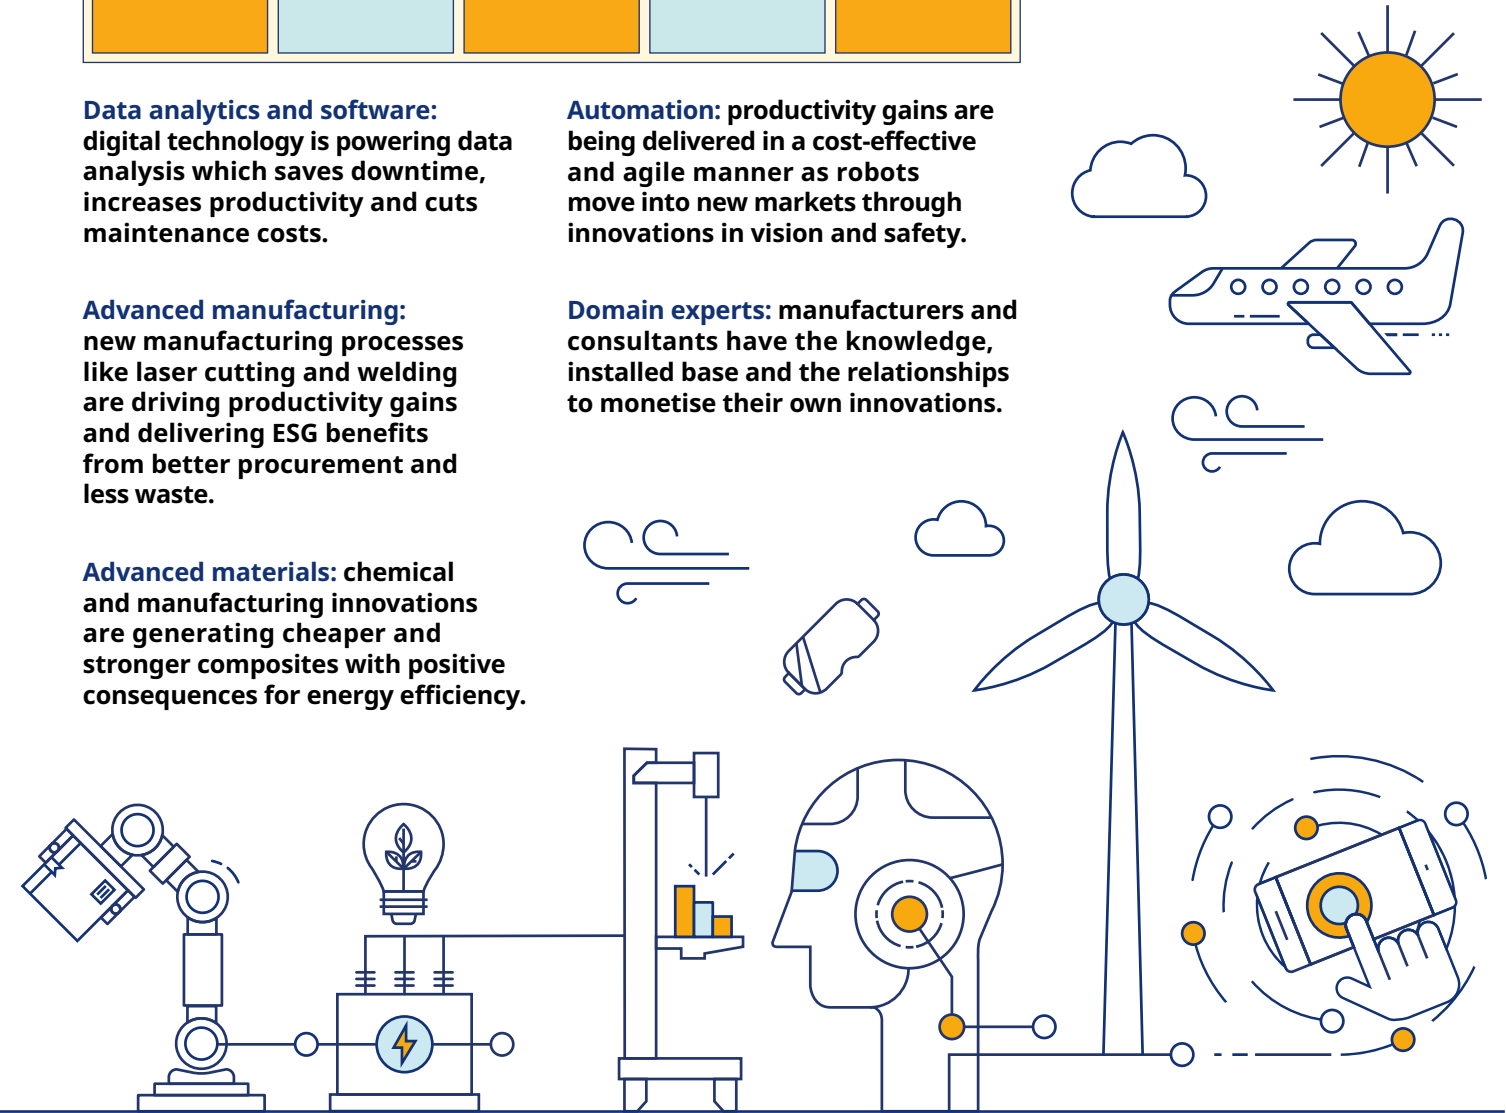 Data analytics and software:
digital technology is powering data
analysis which saves downtime,
increases productivity and cuts
maintenance costs.
Advanced manufacturing:
new manufacturing processes
like laser cutting and welding
are driving productivity gains
and delivering ESG benefits
from better procurement and
less waste.
Advanced materials: chemical
and manufacturing innovations
are generating cheaper and
stronger composites with positive
consequences for energy efficiency.
Automation: productivity gains are
being delivered in a cost-effective
and agile manner as robots
move into new markets through
innovations in vision and safety.
Domain experts: manufacturers and
consultants have the knowledge,
installed base and the relationships
to monetise their own innovations.